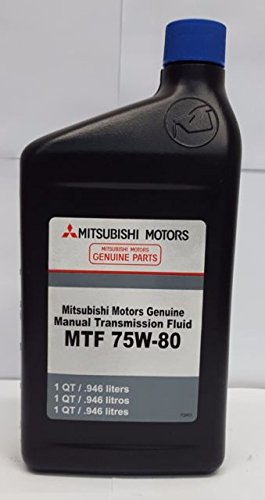 MITSUBISHI MOTORS
MITSUBISHI MOTORS
GENUINE PARTS
Mitsubishi Motors Genuine
Manual Transmission Fluid
MTF 75W-80
1 QT / .946 liters
1 QT / .946 litros
1 QT / .946 litres